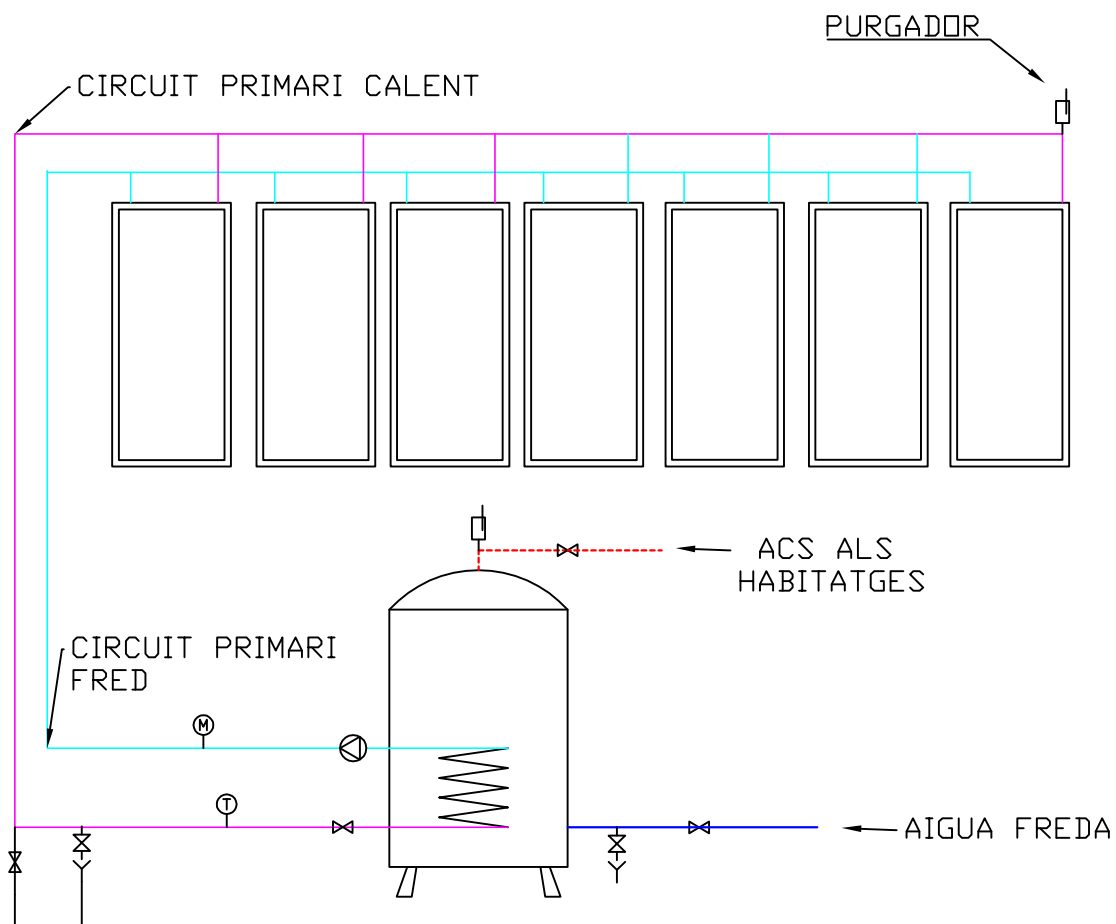 PURGADOR
CIRCUIT PRIMARI CALENT
ACS ALS
HABITATGES
CIRCUIT PRIMARI
FRED
M
T
AIGUA FREDA